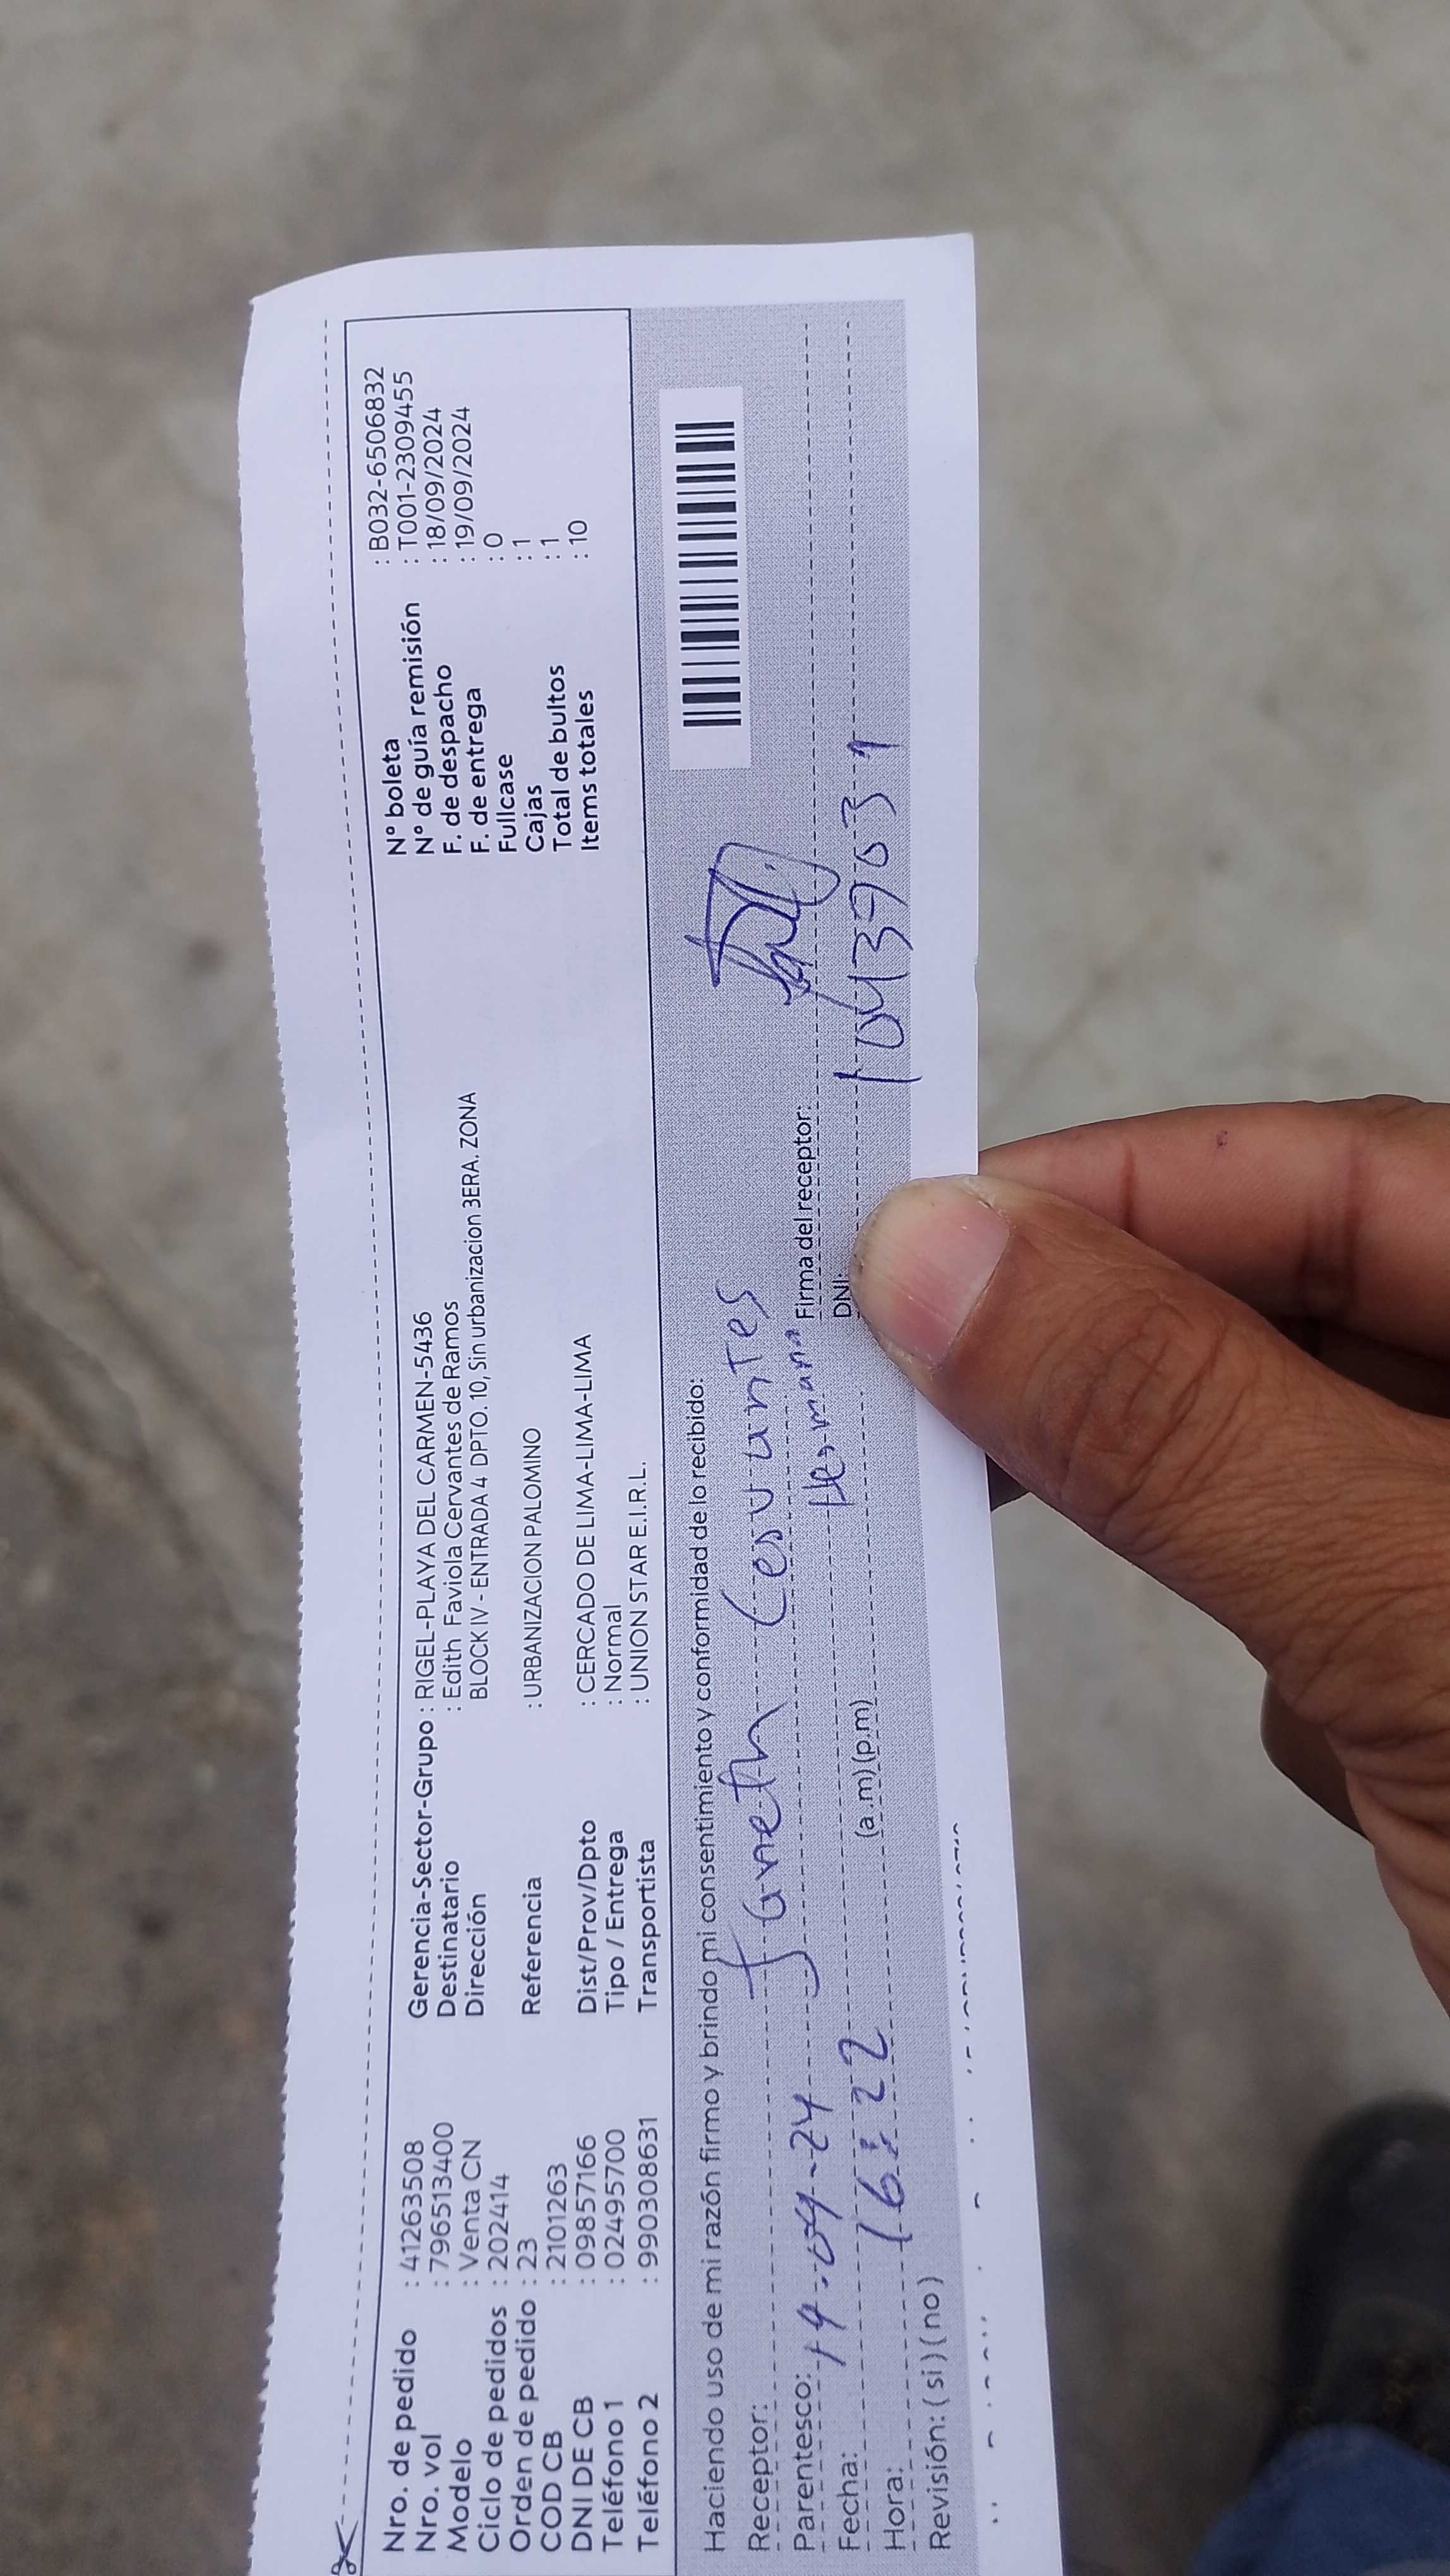 Nro. de pedido : 41263508 Gerencia-Sector-Grupo : RIGEL-PLAYA DEL CARMEN-5436 Nº boleta : B032-6506832
Nro. vol : 796513400 Destinatario : Edith Faviola Cervantes de Ramos Nº de guía remisión : T001-2309455
Modelo : Venta CN Dirección BLOCK IV - ENTRADA 4 DPTO. 10, Sin urbanizacion 3ERA. ZONA F. de despacho : 18/09/2024
Ciclo de pedidos : 202414 F. de entrega : 19/09/2024
Orden de pedido : 23 Referencia : URBANIZACION PALOMINO Fullcase : 0
COD CB : 2101263 Cajas : 1
DNI DE CB : 09857166 Dist/Prov/Dpto : CERCADO DE LIMA-LIMA-LIMA Total de bultos : 1
Teléfono 1 : 024495700 Tipo / Entrega : Normal Items totales : 10
Teléfono 2 : 990308631 Transportista : UNION STAR E.I.R.L.
Haciendo uso de mi razón firmo y brindo mi consentimiento y conformidad de lo recibido:
Receptor: Janeth Cervantes
Parentesco: Hermana Firma del receptor:
Fecha: 19-09-24 DNI:
Hora: 16:22 (a.m) (p.m)
Revisión: ( si ) ( no )